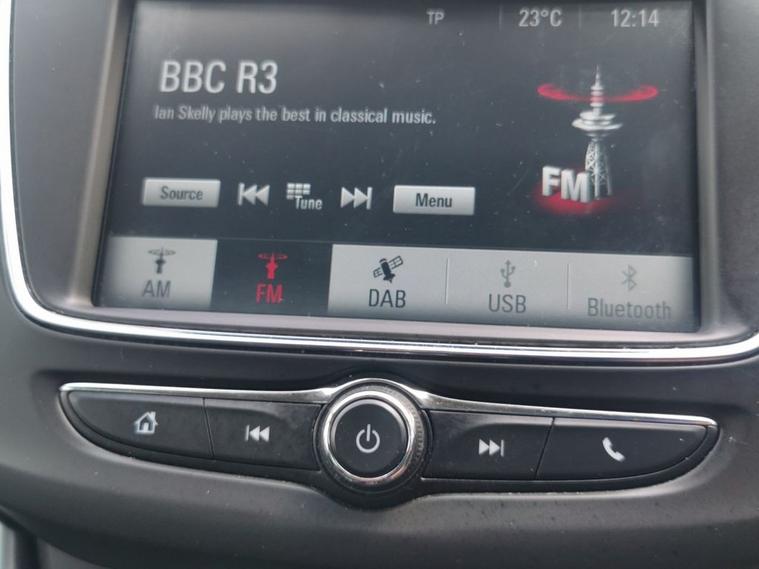 TP 23°C 12:14
BBC R3
Ian Skelly plays the best in classical music.
FM
Source Tune Menu
AM FM DAB USB Bluetooth